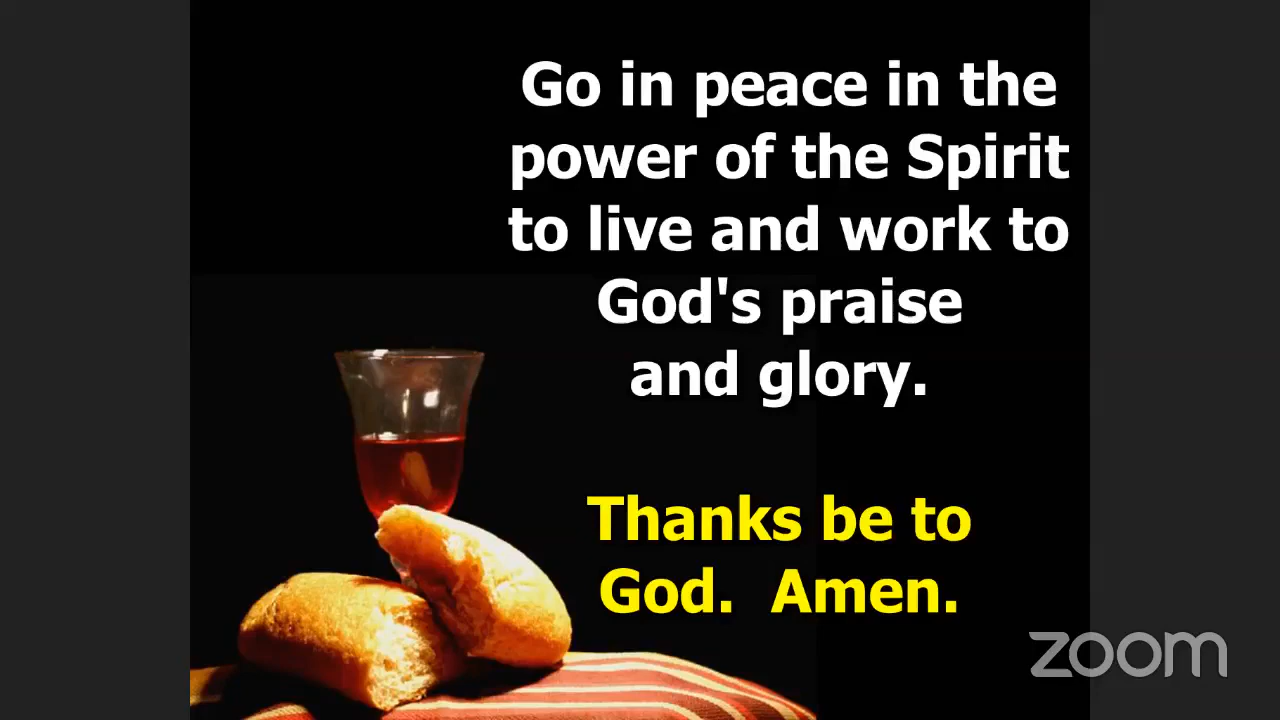 Go in peace in the
power of the Spirit
to live and work to
God's praise
and glory.
Thanks be to
God.  Amen.
zoom